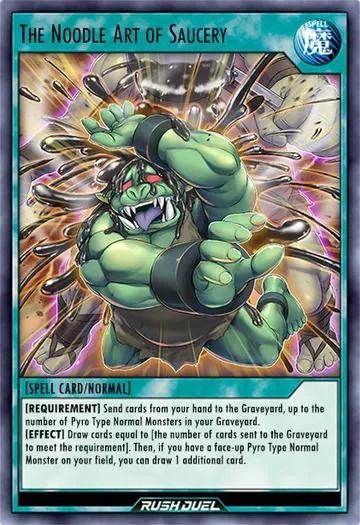 The Noodle Art of Saucery
SPELL
魔
[SPELL CARD/NORMAL]
[REQUIREMENT] Send cards from your hand to the Graveyard, up to the
number of Pyro Type Normal Monsters in your Graveyard.
[EFFECT] Draw cards equal to [the number of cards sent to the Graveyard
to meet the requirement]. Then, if you have a face-up Pyro Type Normal
Monster on your field, you can draw 1 additional card.
RUSH DUEL